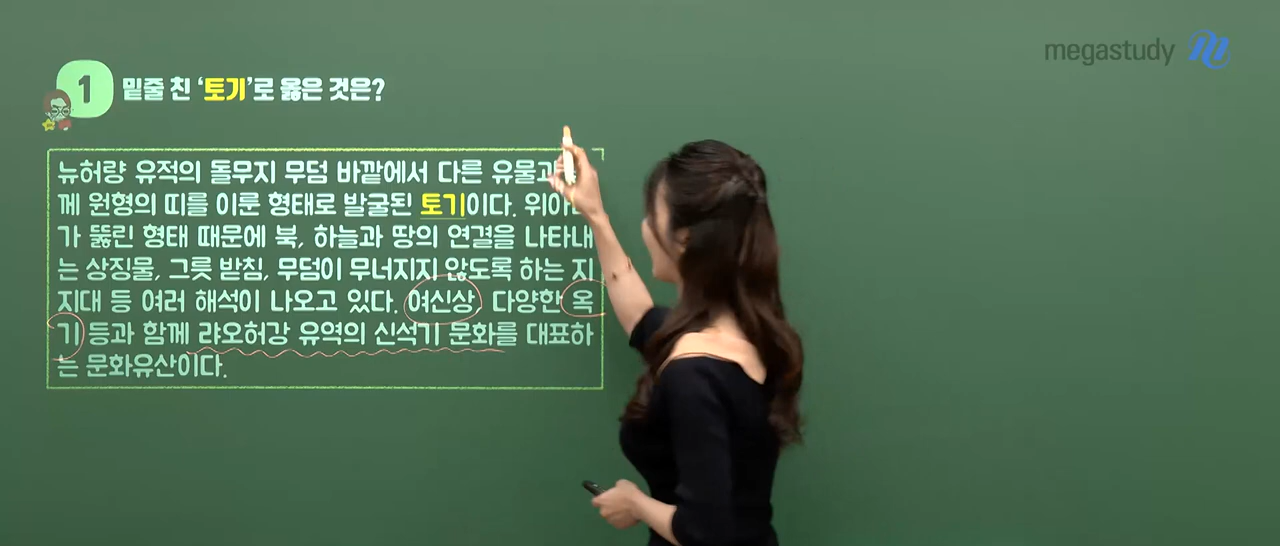 megastudy
1 밑줄 친 '토기'로 옳은 것은?
뉴허량 유적의 돌무지 무덤 바깥에서 다른 유물과
께 원형의 띠를 이룬 형태로 발굴된 토기이다. 위아
가 뚫린 형태 때문에 북, 하늘과 땅의 연결을 나타내
는 상징물, 그릇 받침, 무덤이 무너지지 않도록 하는 지
지대 등 여러 해석이 나오고 있다. 여신상, 다양한 옥
기 등과 함께 랴오허강 유역의 신석기 문화를 대표하
는 문화유산이다.